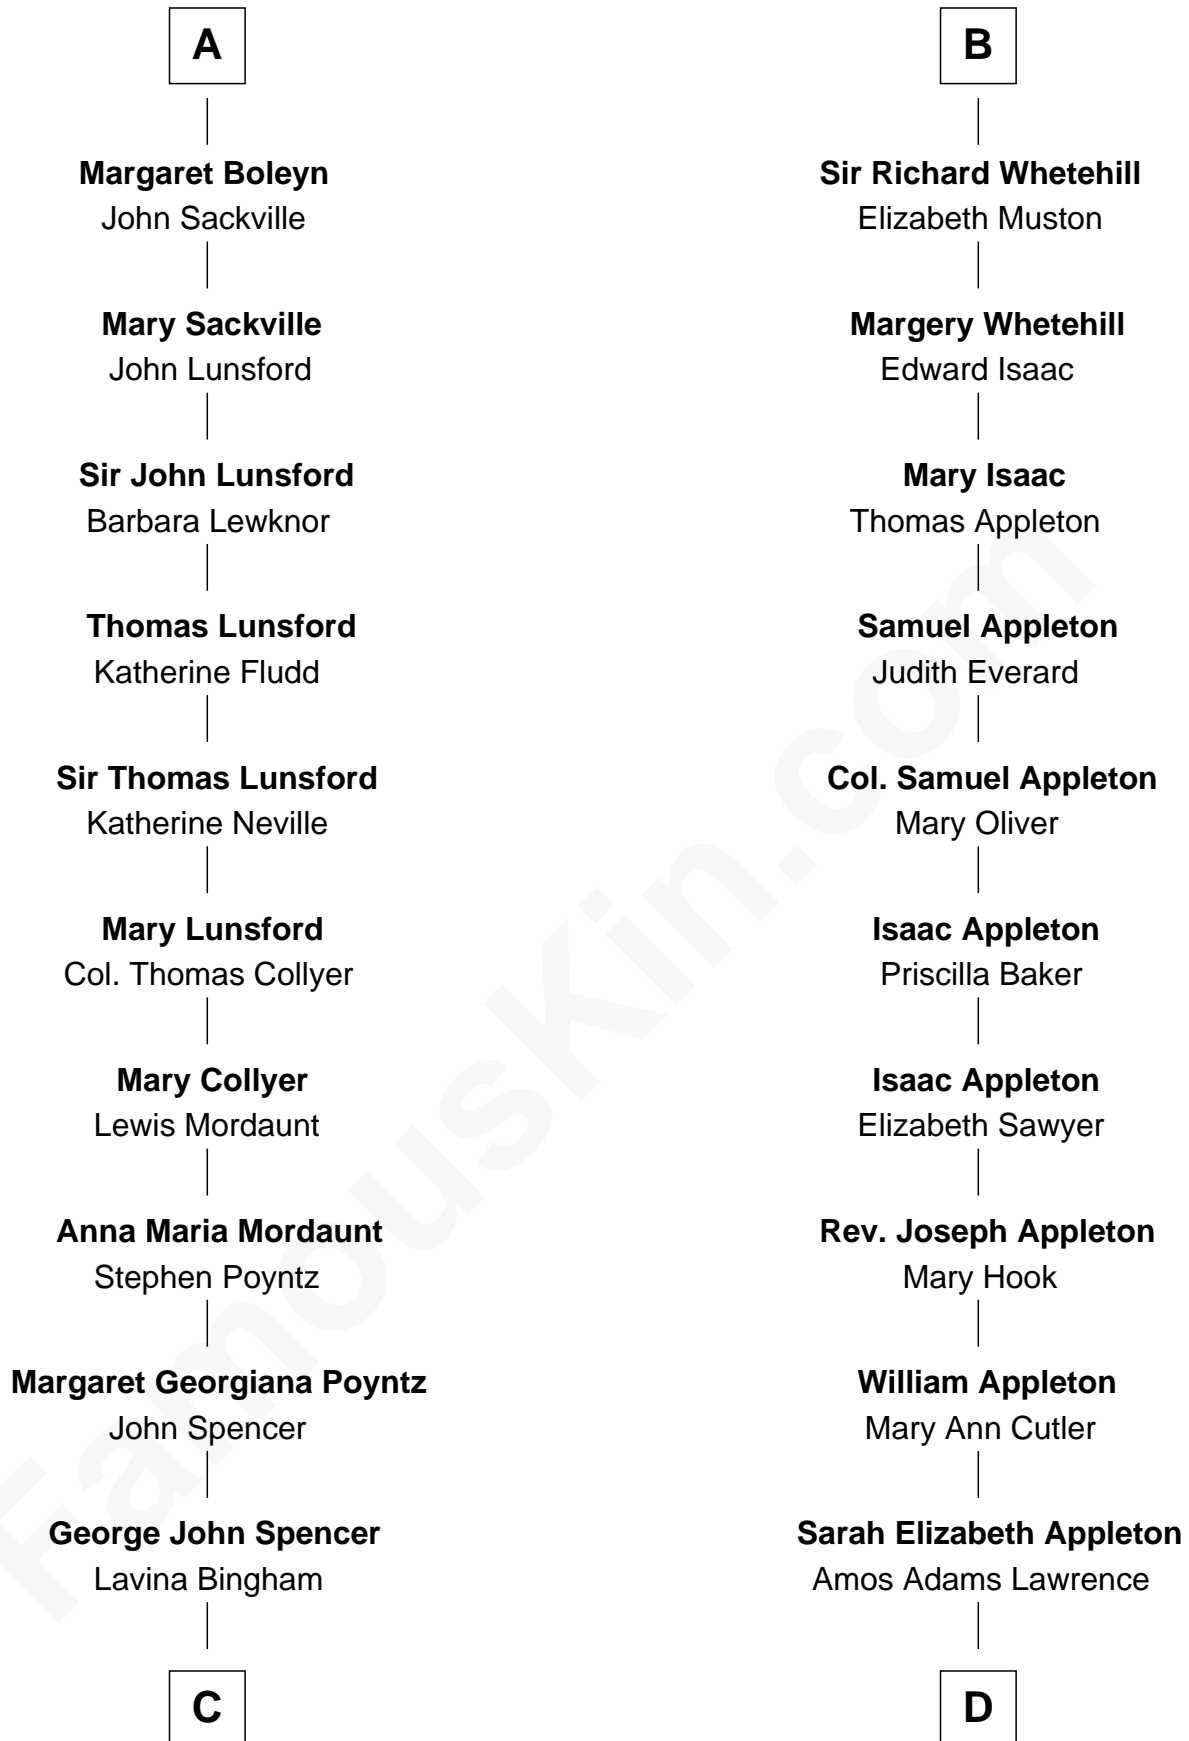 A
Margaret Boleyn
John Sackville
Mary Sackville
John Lunsford
Sir John Lunsford
Barbara Lewknor
Thomas Lunsford
Katherine Fludd
Sir Thomas Lunsford
Katherine Neville
Mary Lunsford
Col. Thomas Collyer
Mary Collyer
Lewis Mordaunt
Anna Maria Mordaunt
Stephen Poyntz
Margaret Georgiana Poyntz
John Spencer
George John Spencer
Lavina Bingham
C
B
Sir Richard Whetehill
Elizabeth Muston
Margery Whetehill
Edward Isaac
Mary Isaac
Thomas Appleton
Samuel Appleton
Judith Everard
Col. Samuel Appleton
Mary Oliver
Isaac Appleton
Priscilla Baker
Isaac Appleton
Elizabeth Sawyer
Rev. Joseph Appleton
Mary Hook
William Appleton
Mary Ann Cutler
Sarah Elizabeth Appleton
Amos Adams Lawrence
D
FamousKin.com